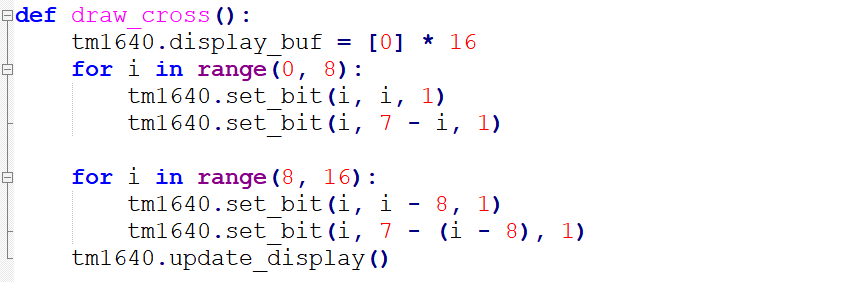 def draw_cross():
    tm1640.display_buf = [0] * 16
    for i in range(0, 8):
        tm1640.set_bit(i, i, 1)
        tm1640.set_bit(i, 7 - i, 1)

    for i in range(8, 16):
        tm1640.set_bit(i, i - 8, 1)
        tm1640.set_bit(i, 7 - (i - 8), 1)
    tm1640.update_display()